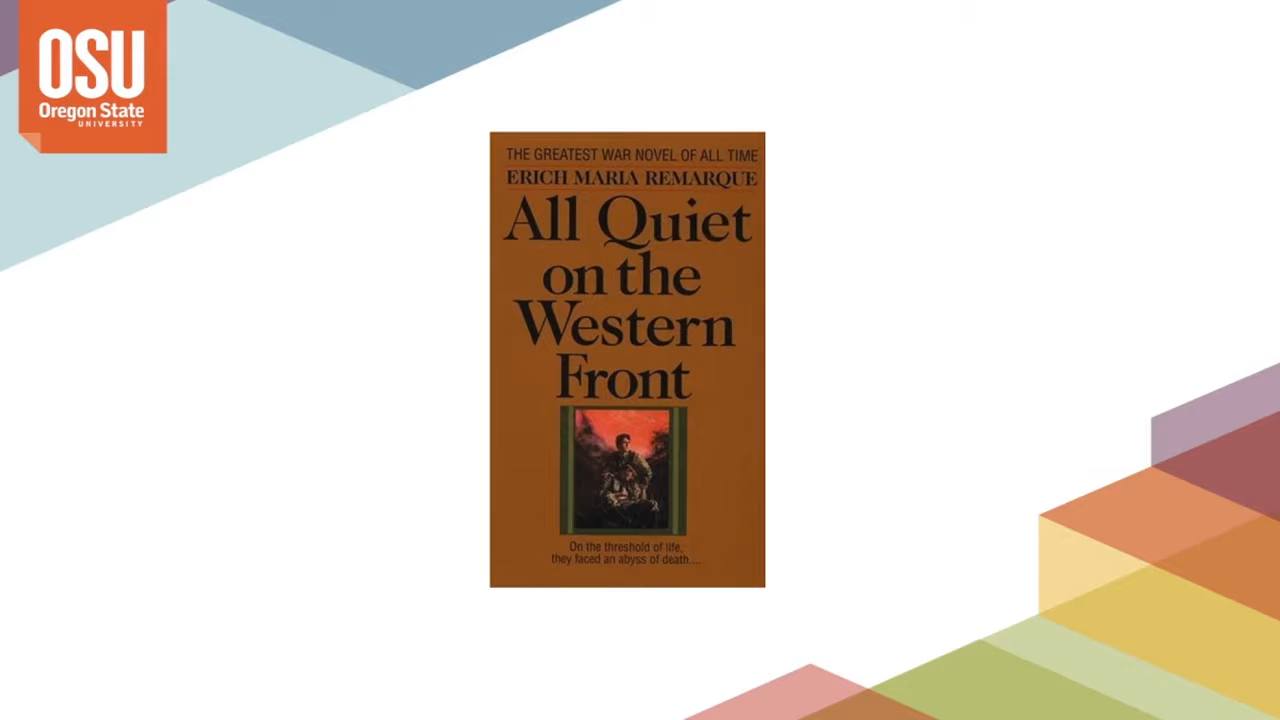 OSU
Oregon State
UNIVERSITY
THE GREATEST WAR NOVEL OF ALL TIME
ERICH MARIA REMARQUE
All Quiet
on the
Western
Front
On the threshold of life,
they faced an abyss of death....